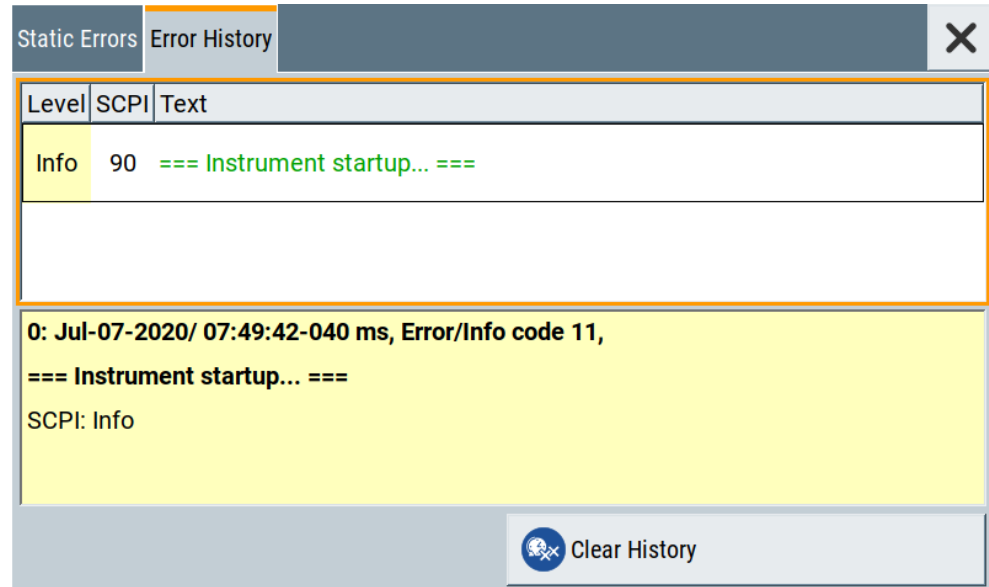 Static Errors Error History
Level SCPI Text
Info 90 === Instrument startup... ===
0: Jul-07-2020/ 07:49:42-040 ms, Error/Info code 11,
=== Instrument startup... ===
SCPI: Info
Clear History